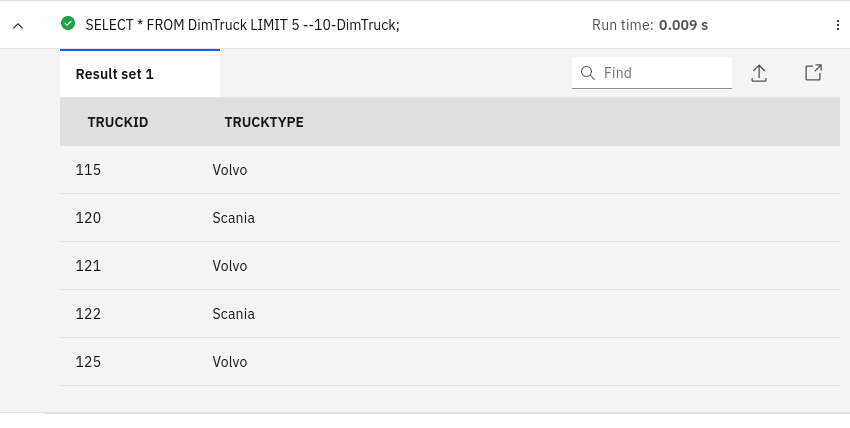 SELECT * FROM DimTruck LIMIT 5 --10-DimTruck; Run time: 0.009 s
Result set 1 Find
TRUCKID TRUCKTYPE
115 Volvo
120 Scania
121 Volvo
122 Scania
125 Volvo